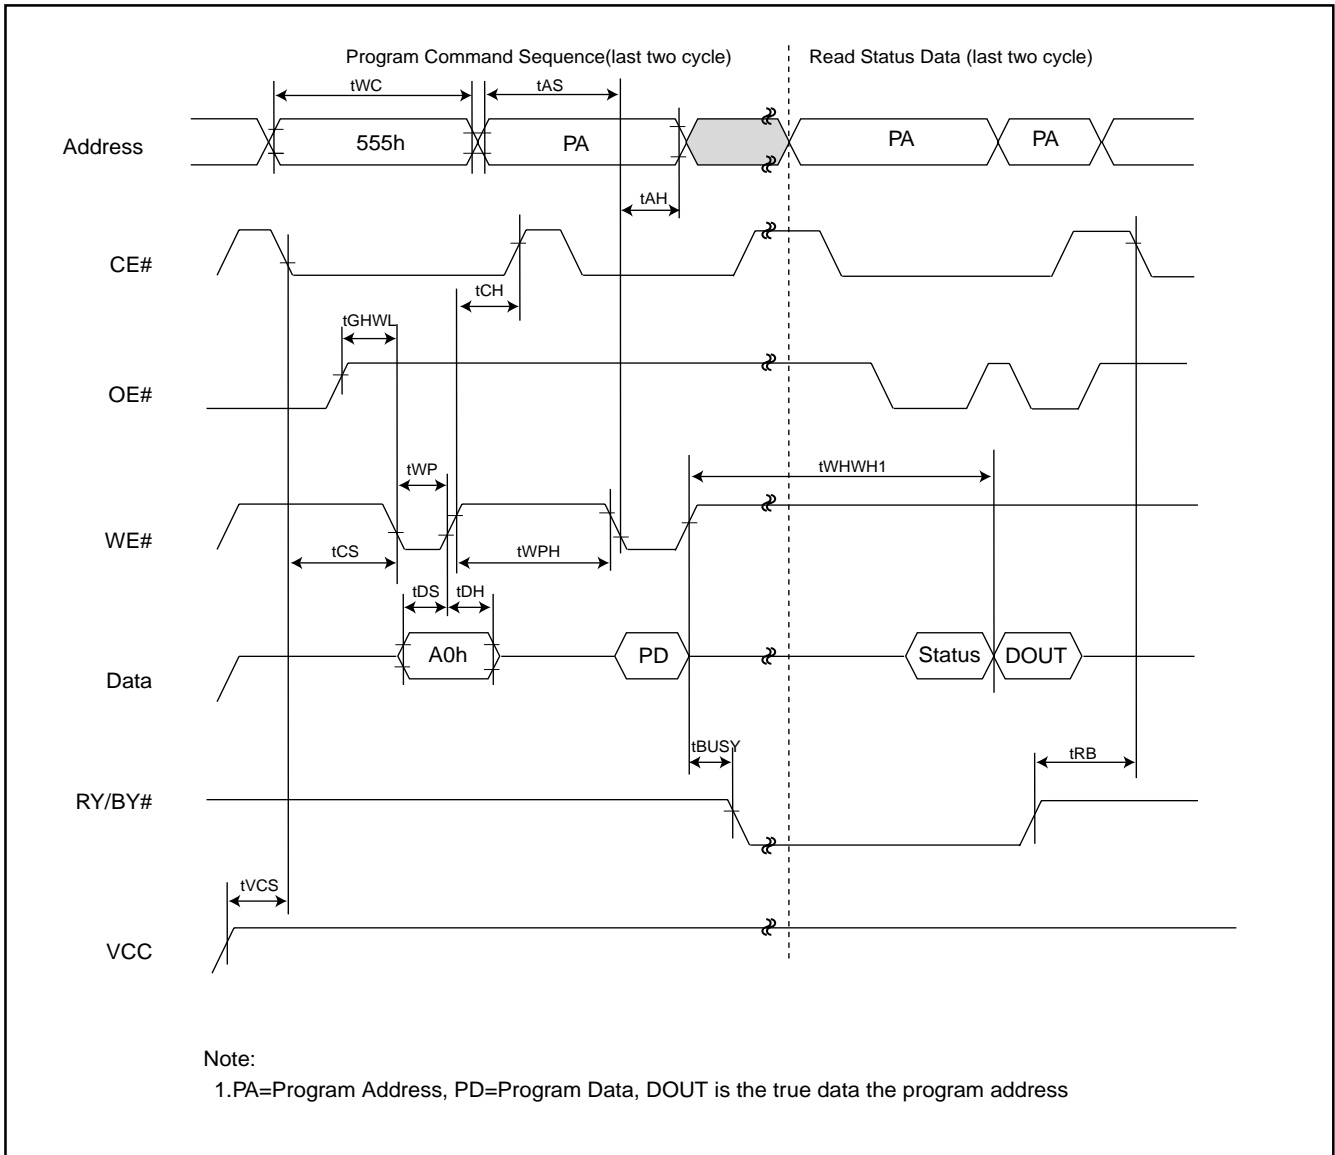 Program Command Sequence(last two cycle)
Read Status Data (last two cycle)
tWC
tAS
Address
555h
PA
PA
PA
tAH
CE#
tCH
tGHWL
OE#
tWP
tWHWH1
WE#
tCS
tWPH
tDS
tDH
Data
A0h
PD
Status
DOUT
tBUSY
tRB
RY/BY#
tVCS
VCC
Note:
1.PA=Program Address, PD=Program Data, DOUT is the true data the program address